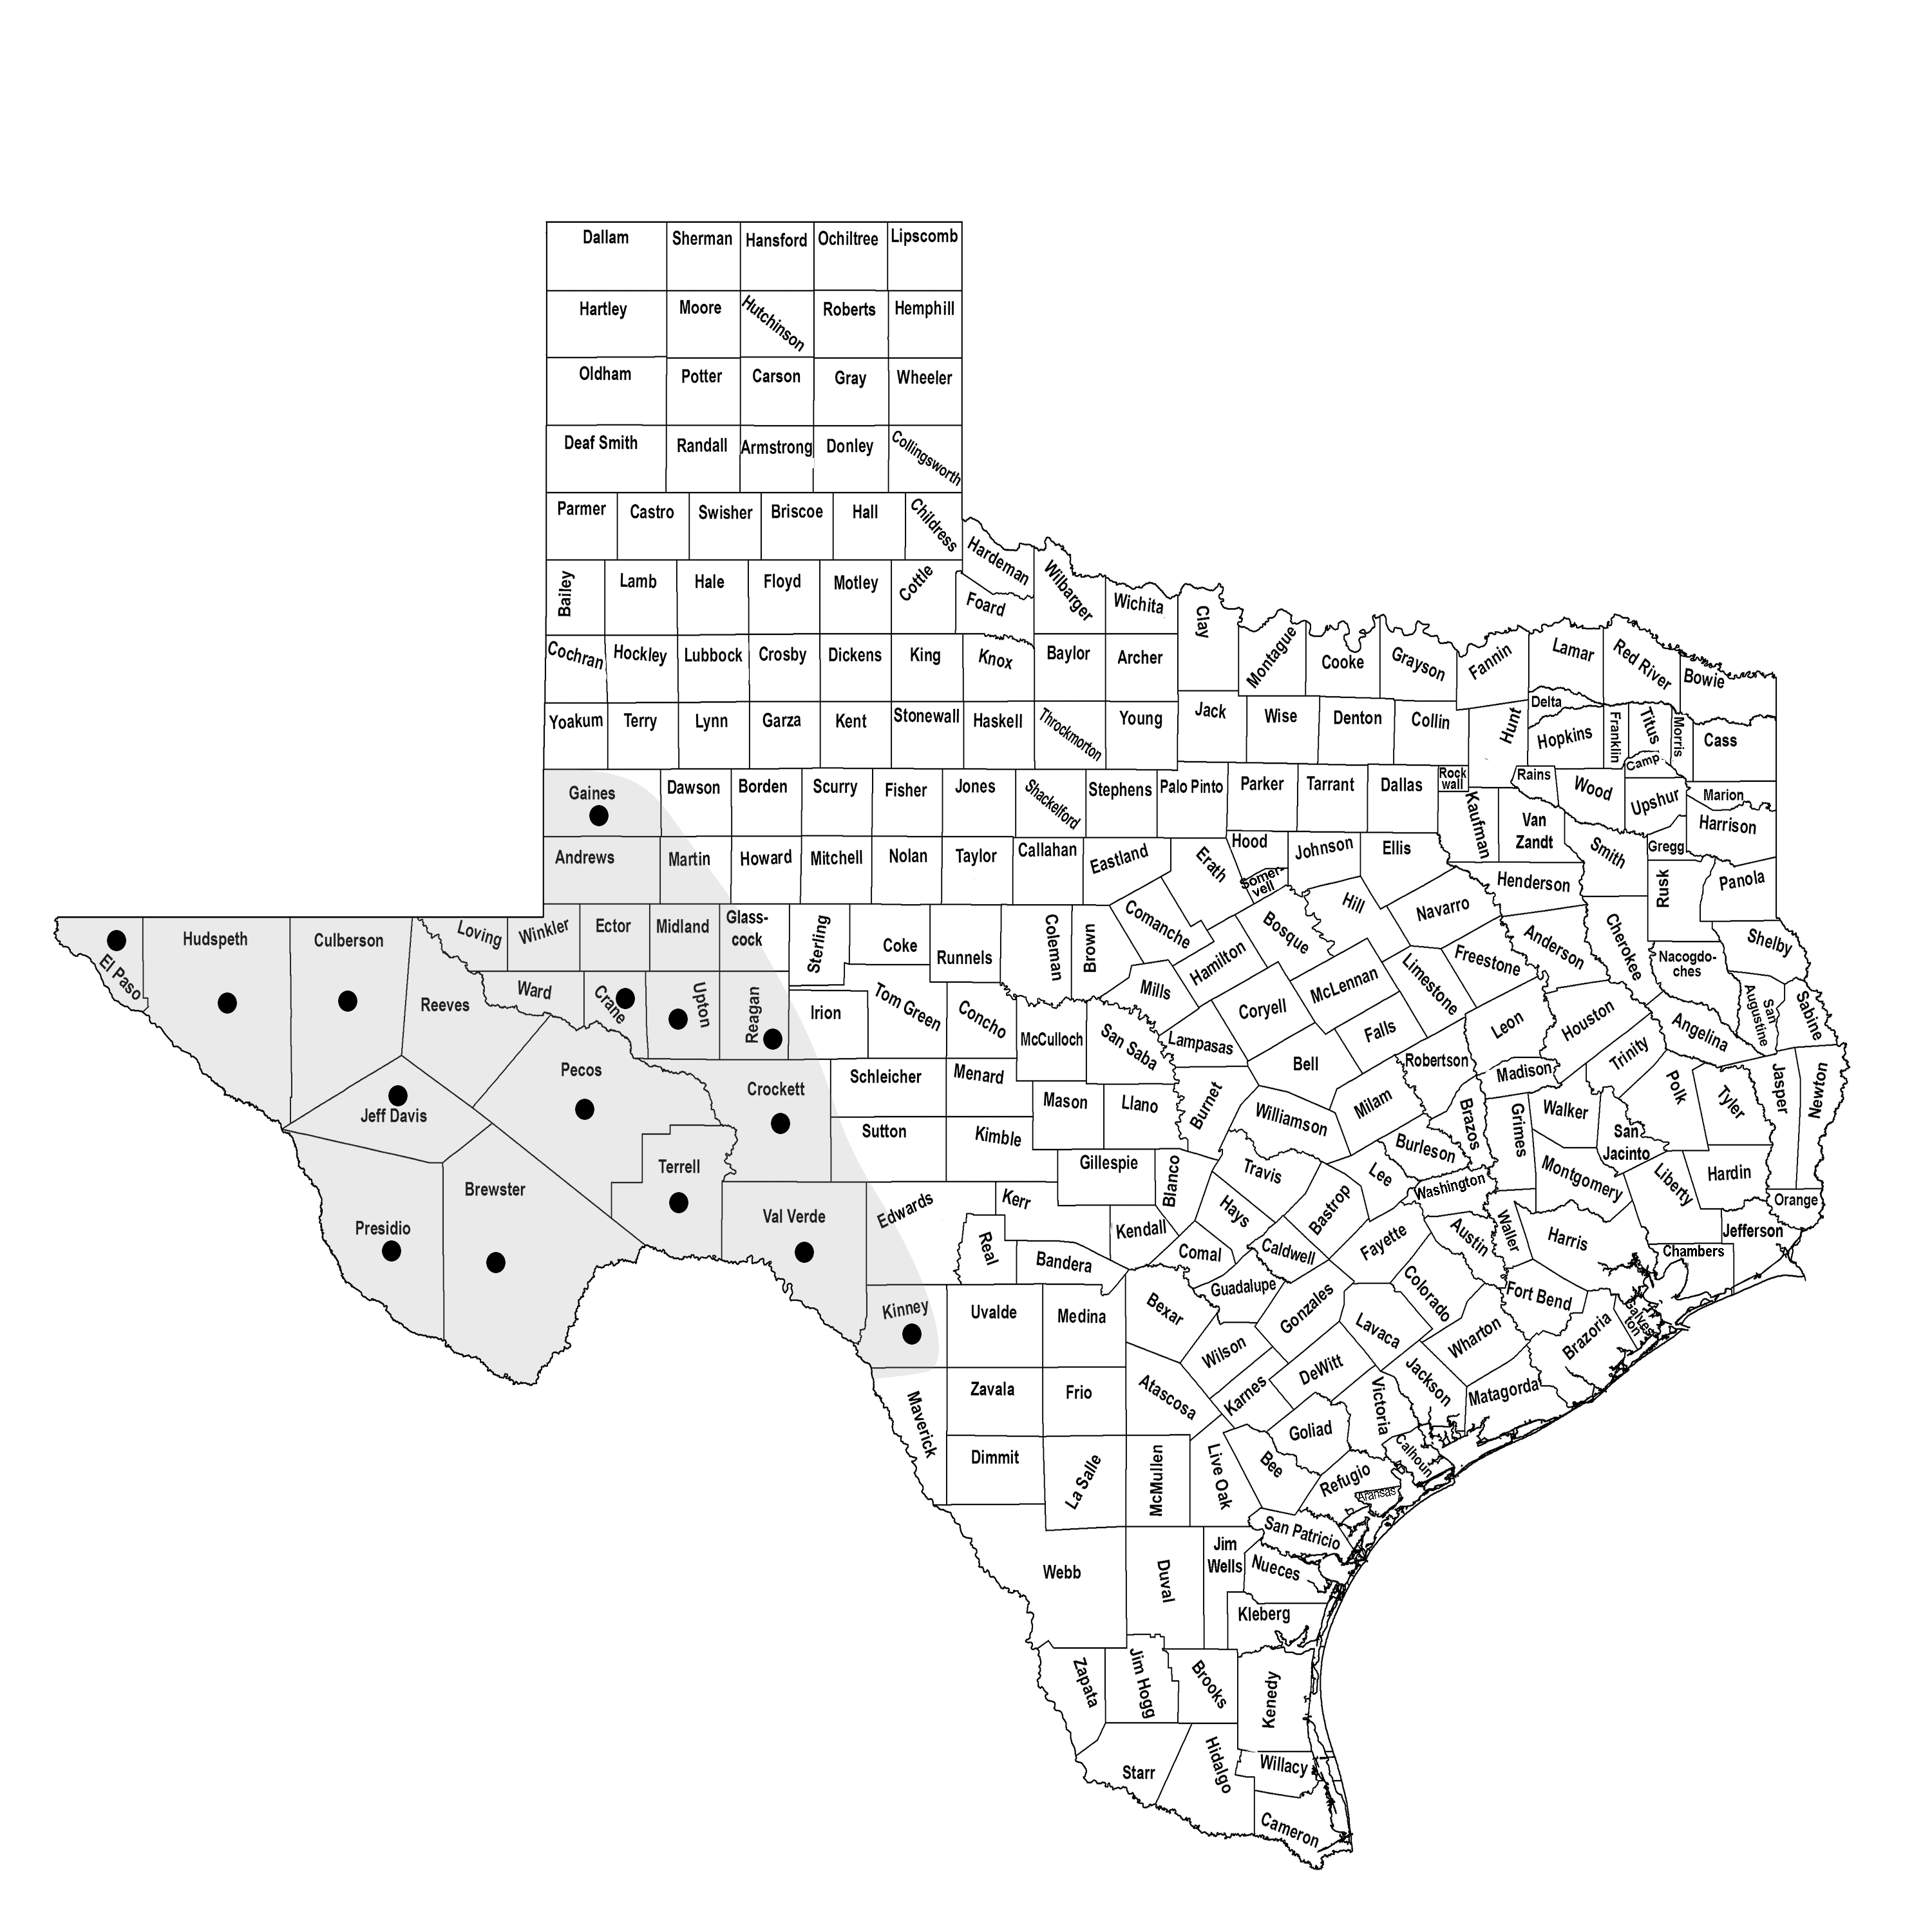 Dallam
Sherman
Hansford
Ochiltree
Lipscomb
Hartley
Moore
Hutchinson
Roberts
Hemphill
Oldham
Potter
Carson
Gray
Wheeler
Deaf Smith
Randall
Armstrong
Donley
Collingsworth
Parmer
Castro
Swisher
Briscoe
Hall
Childress
Hardeman
Wilbarger
Bailey
Lamb
Hale
Floyd
Motley
Cottle
Foard
Wichita
Clay
Montague
Cooke
Grayson
Fannin
Lamar
Red River
Bowie
Cochran
Hockley
Lubbock
Crosby
Dickens
King
Knox
Baylor
Archer
Yoakum
Terry
Lynn
Garza
Kent
Stonewall
Haskell
Throckmorton
Young
Jack
Wise
Denton
Collin
Hunt
Delta
Hopkins
Franklin
Titus
Morris
Cass
Camp
Gaines
Dawson
Borden
Scurry
Fisher
Jones
Shackelford
Stephens
Palo Pinto
Parker
Tarrant
Dallas
Rock
wall
Kaufman
Rains
Wood
Upshur
Marion
Harrison
Van
Zandt
Smith
Gregg
Andrews
Martin
Howard
Mitchell
Nolan
Taylor
Callahan
Eastland
Erath
Hood
Somer-
vell
Johnson
Ellis
Henderson
Rusk
Panola
El Paso
Hudspeth
Culberson
Loving
Winkler
Ector
Midland
Glass-
cock
Sterling
Coke
Runnels
Coleman
Brown
Comanche
Hamilton
Bosque
Hill
Navarro
Freestone
Anderson
Cherokee
Nacogdo-
ches
Shelby
Reeves
Ward
Crane
Upton
Reagan
Irion
Tom Green
Concho
McCulloch
San Saba
Mills
Lampasas
Coryell
McLennan
Limestone
Falls
Bell
Leon
Houston
Trinity
Angelina
San
Augustine
Sabine
Jeff Davis
Pecos
Crockett
Schleicher
Menard
Mason
Llano
Burnet
Williamson
Milam
Robertson
Brazos
Madison
Grimes
Walker
San
Jacinto
Polk
Tyler
Jasper
Newton
Presidio
Brewster
Terrell
Val Verde
Sutton
Kimble
Gillespie
Blanco
Travis
Hays
Bastrop
Lee
Burleson
Washington
Montgomery
Liberty
Hardin
Orange
Edwards
Kerr
Real
Bandera
Kendall
Comal
Caldwell
Guadalupe
Fayette
Austin
Waller
Harris
Chambers
Jefferson
Kinney
Uvalde
Medina
Bexar
Wilson
Gonzales
Lavaca
Colorado
Wharton
Fort Bend
Brazoria
Galves
ton
Maverick
Zavala
Frio
Atascosa
Karnes
DeWitt
Victoria
Jackson
Matagorda
Calhoun
Dimmit
La Salle
McMullen
Live Oak
Bee
Goliad
Refugio
Aransas
San Patricio
Webb
Duval
Jim
Wells
Nueces
Kleberg
Zapata
Jim Hogg
Brooks
Kenedy
Starr
Hidalgo
Willacy
Cameron